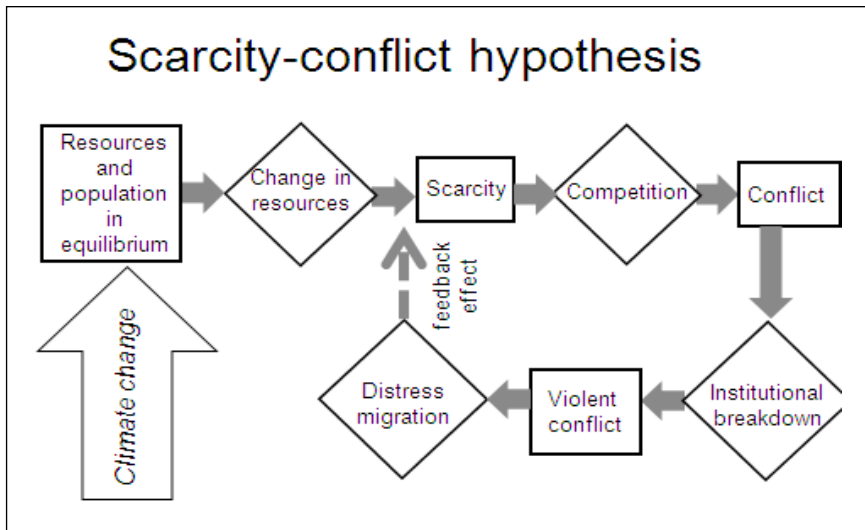 Scarcity-conflict hypothesis
Resources
and
population
in
equilibrium
Change in
resources
Scarcity
Competition
Conflict
feedback
effect
Climate change
Distress
migration
Violent
conflict
Institutional
breakdown